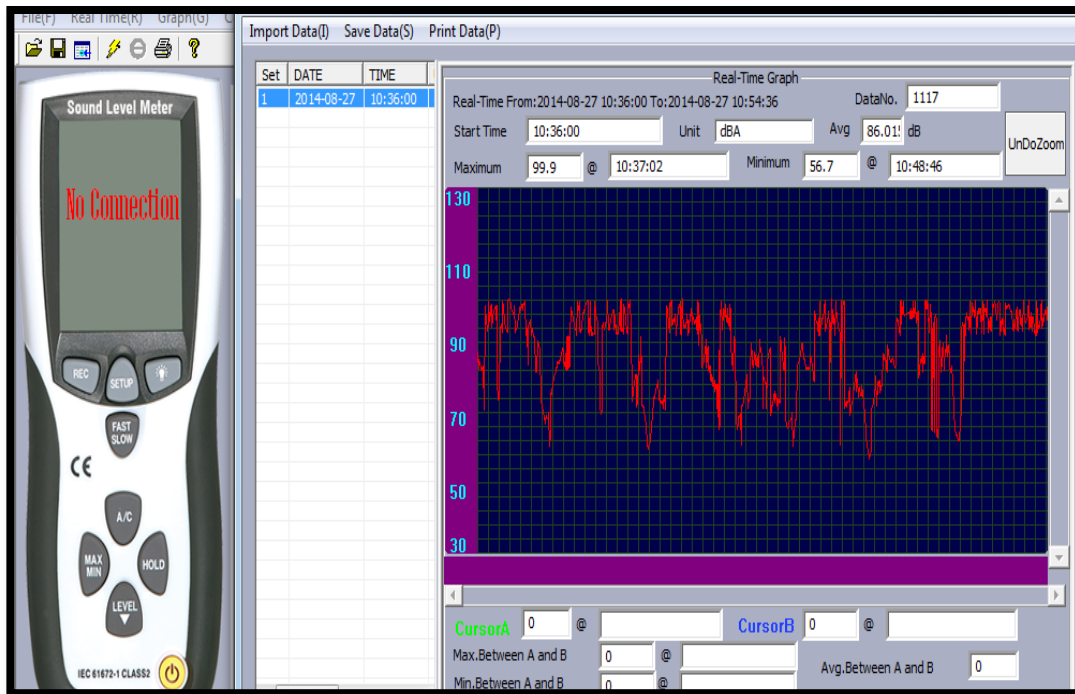 File(F) Real Time(R) Graph(G)
Import Data(I) Save Data(S) Print Data(P)
Sound Level Meter
No Connection
REC
SETUP
FAST
SLOW
CE
A/C
MAX
MIN
HOLD
LEVEL
IEC 61672-1 CLASS2
Set DATE TIME
1 2014-08-27 10:36:00
Real-Time Graph
Real-Time From:2014-08-27 10:36:00 To:2014-08-27 10:54:36 DataNo. 1117
Start Time 10:36:00 Unit dBA Avg 86.01 dB
UnDoZoom
Maximum 99.9 @ 10:37:02 Minimum 56.7 @ 10:48:46
130
110
90
70
50
30
CursorA 0 @ CursorB 0 @
Max.Between A and B 0 @
Avg.Between A and B 0
Min.Between A and B 0 @